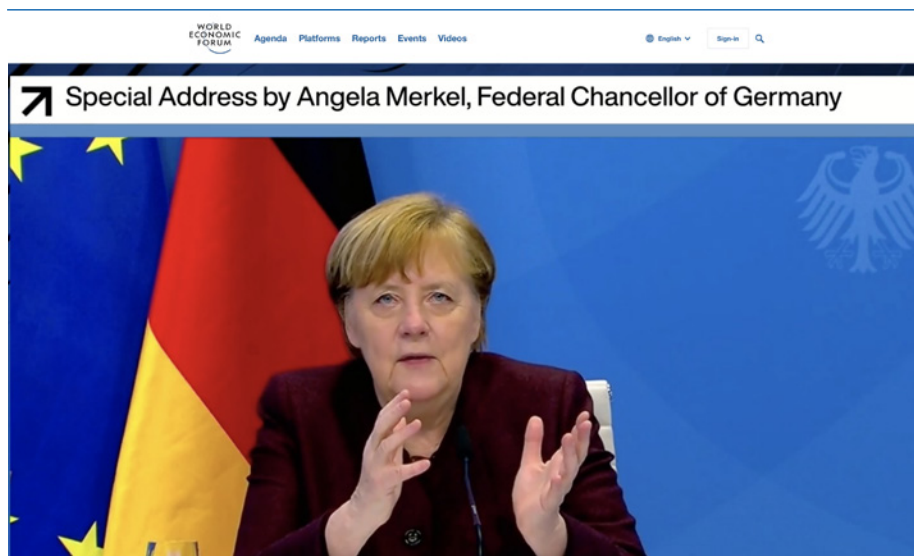 WORLD
ECONOMIC
FORUM
Agenda Platforms Reports Events Videos English Sign-in
Special Address by Angela Merkel, Federal Chancellor of Germany